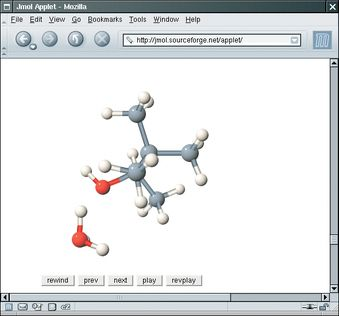 Jmol Applet - Mozilla
File Edit View Go Bookmarks Tools Window Help
http://jmol.sourceforge.net/applet/
rewind prev next play revplay